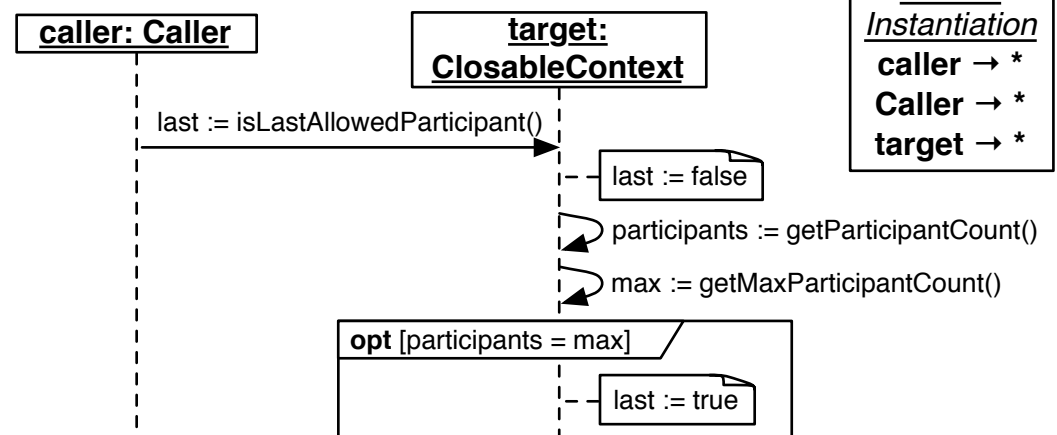 caller: Caller
target:
ClosableContext
Instantiation
caller → *
Caller → *
target → *
last := isLastAllowedParticipant()
last := false
participants := getParticipantCount()
max := getMaxParticipantCount()
opt [participants = max]
last := true